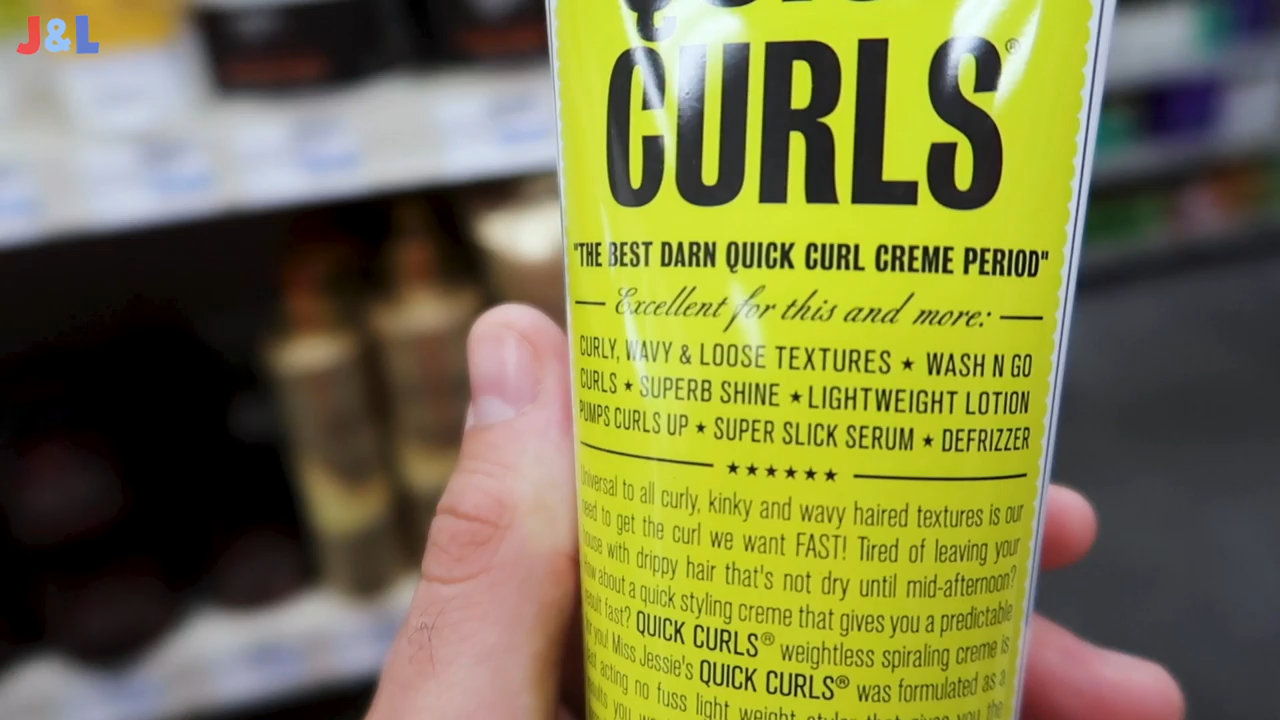 J&L
CURLS®
"THE BEST DARN QUICK CURL CREME PERIOD"
Excellent for this and more:
CURLY, WAVY & LOOSE TEXTURES ★ WASH N GO
CURLS ★ SUPERB SHINE ★ LIGHTWEIGHT LOTION
PUMPS CURLS UP ★ SUPER SLICK SERUM ★ DEFRIZZER
★★★★★★
Universal to all curly, kinky and wavy haired textures is our
need to get the curl we want FAST! Tired of leaving your
house with drippy hair that's not dry until mid-afternoon?
How about a quick styling creme that gives you a predictable
result fast? QUICK CURLS® weightless spiraling creme is
for you! Miss Jessie's QUICK CURLS® was formulated as a
fast acting no fuss light weight styler that gives you the